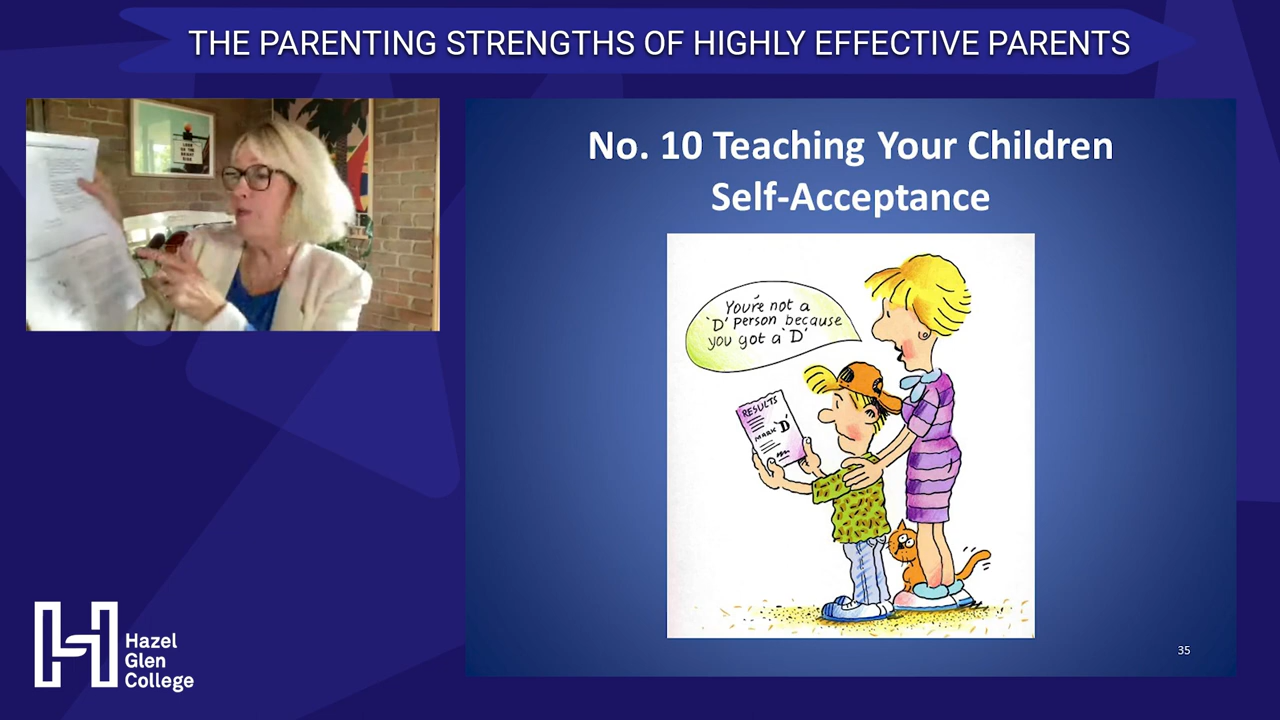 THE PARENTING STRENGTHS OF HIGHLY EFFECTIVE PARENTS
No. 10 Teaching Your Children
Self-Acceptance
You're not a
'D' person because
you got a 'D'
RESULTS
MARK 'D'
35
Hazel
Glen
College